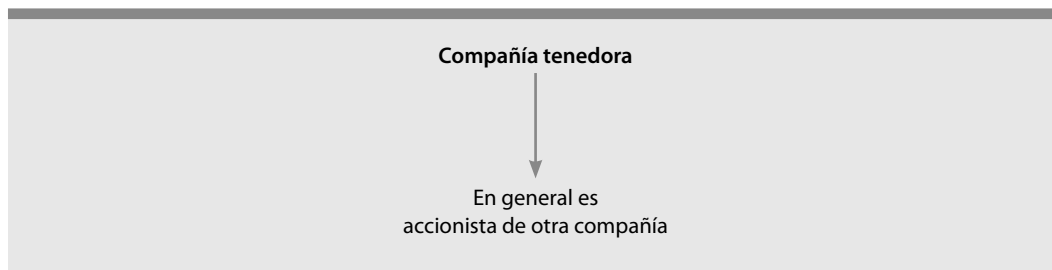 Compañía tenedora
En general es
accionista de otra compañía